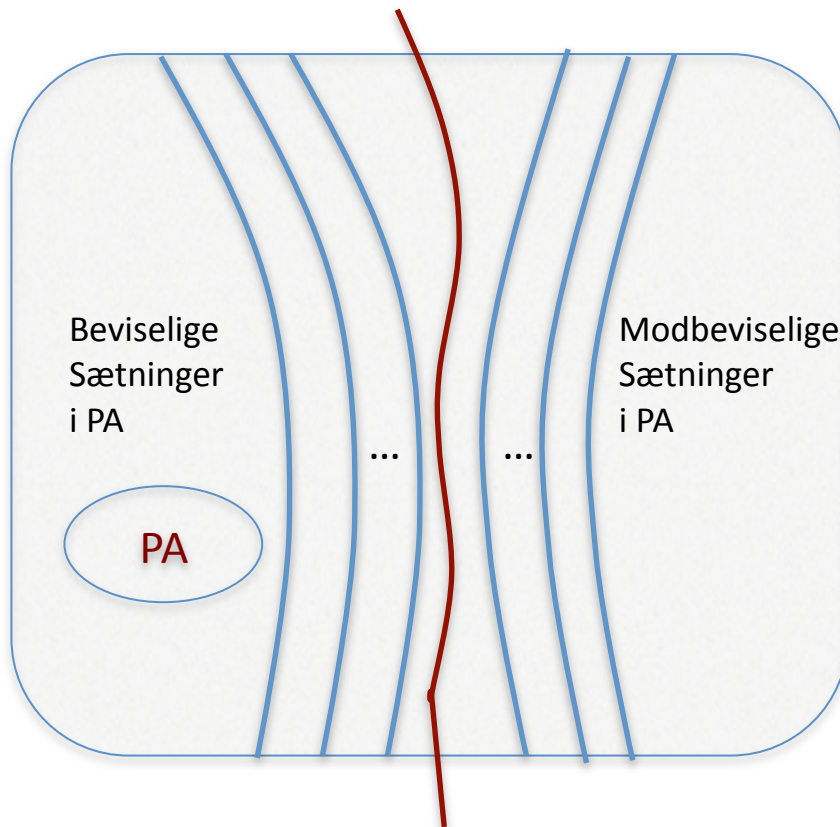 Beviselige
Sætninger
i PA
PA
...
...
Modbeviselige
Sætninger
i PA